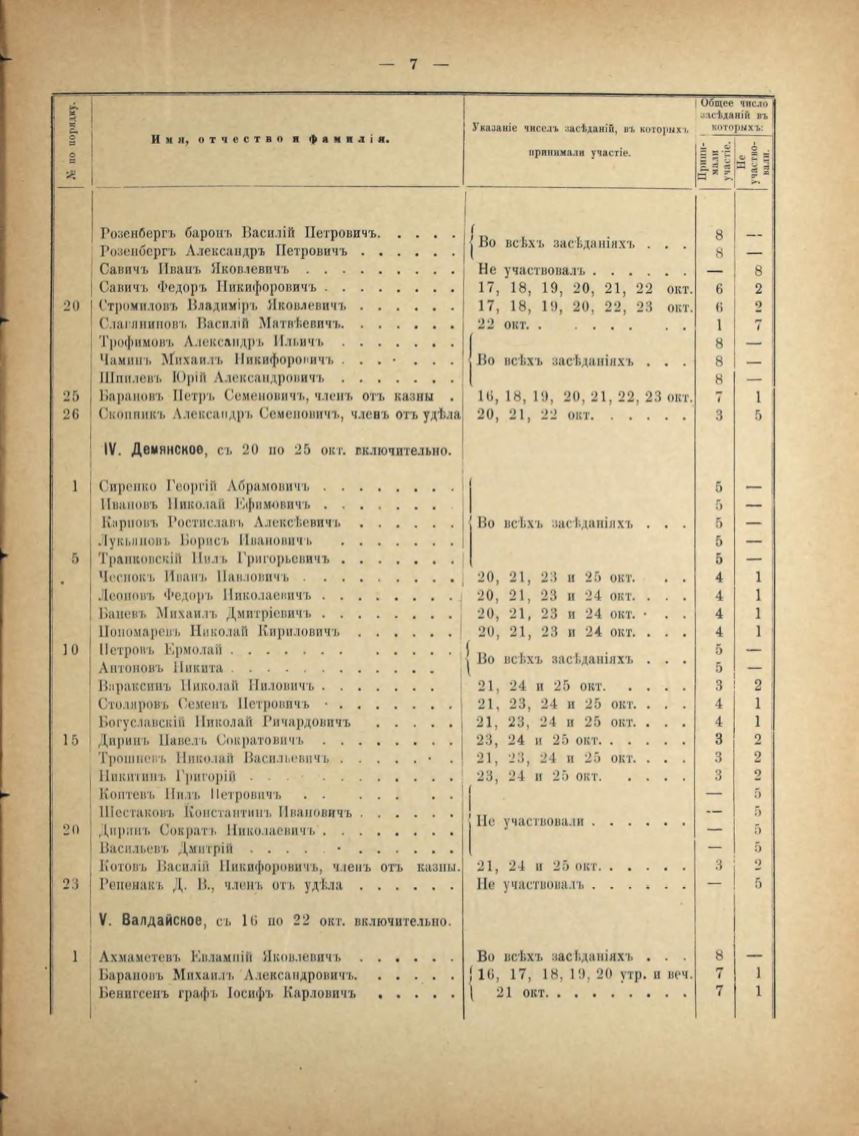 — 7 —
№ по порядку.
Имя, отчество и фамилія.
Указаніе чиселъ засѣданій, въ которыхъ
принимали участіе.
Общее число
засѣданій въ
которыхъ:
Прини-
мали
участіе.
Не
участво-
вали.
Розенбергъ баронъ Василій Петровичъ. . . . . 8 —
Розенбергъ Александръ Петровичъ . . . . . . { Во всѣхъ засѣданіяхъ . . . 8 —
Савичъ Иванъ Яковлевичъ . . . . . . . . . Не участвовалъ . . . . . . — 8
Савичъ Федоръ Никифоровичъ . . . . . . . . 17, 18, 19, 20, 21, 22 окт. 6 2
20 Стромиловъ Владиміръ Яковлевичъ . . . . . . 17, 18, 19, 20, 22, 23 окт. 6 2
Василій Матвѣевичъ. . . . . . . 22 окт. . . . . . . . 1 7
Трофимовъ Александръ Ильичъ . . . . . . . 8 —
Чаминъ Михаилъ Никифоровичъ . . . . . . . { Во всѣхъ засѣданіяхъ . . . 8 —
Шпилевъ Юрій Александровичъ . . . . . . . 8 —
25 Барановъ Петръ Семеновичъ, членъ отъ казны . 16, 18, 19, 20, 21, 22, 23 окт. 7 1
26 Скопникъ Александръ Семеновичъ, членъ отъ удѣла 20, 21, 22 окт. . . . . . 3 5
IV. Демянское, съ 20 по 25 окт. включительно.
1 Сиренко Георгій Абрамовичъ . . . . . . . . 5 —
Ивановъ Николай Ефимовичъ . . . . . . . . 5 —
Карповъ Ростиславъ Алексѣевичъ . . . . . . { Во всѣхъ засѣданіяхъ . . . 5 —
Лукьяновъ Борисъ Ивановичъ . . . . . . . 5 —
5 Транковскій Нилъ Григорьевичъ . . . . . . . 5 —
Чеснокъ Иванъ Павловичъ . . . . . . . . . 20, 21, 23 и 25 окт. . . 4 1
Леоновъ Федоръ Николаевичъ . . . . . . . . 20, 21, 23 и 24 окт. . . . 4 1
Баневъ Михаилъ Дмитріевичъ . . . . . . . . 20, 21, 23 и 24 окт. . . . 4 1
Пономаревъ Николай Кириловичъ . . . . . . 20, 21, 23 и 24 окт. . . . 4 1
10 Петровъ Ермолай . . . . . . . . . . . . 5 —
Антоновъ Никита . . . . . . . . . . . { Во всѣхъ засѣданіяхъ . . . 5 —
Вараксинъ Николай Ниловичъ . . . . . . . 21, 24 и 25 окт. . . . . 3 2
Столяровъ Семенъ Петровичъ . . . . . . . . 21, 23, 24 и 25 окт. . . . 4 1
Богуславскій Николай Ричардовичъ . . . . . 21, 23, 24 и 25 окт. . . . 4 1
15 Диринъ Павелъ Сократовичъ . . . . . . . . 23, 24 и 25 окт. . . . . . 3 2
Трошневъ Николай Васильевичъ . . . . . . . 21, 23, 24 и 25 окт. . . . 3 2
Никитинъ Григорій . . . . . . . . . . . 23, 24 и 25 окт. . . . . 3 2
Коптевъ Нилъ Петровичъ . . . . . . . — 5
Шестаковъ Константинъ Ивановичъ . . . . . . — 5
20 Диринъ Сократъ Николаевичъ . . . . . . . . { Не участвовали . . . . . . — 5
Васильевъ Дмитрій . . . . . . . . . . . — 5
Котовъ Василій Никифоровичъ, членъ отъ казны. 21, 24 и 25 окт. . . . . . 3 2
23 Репенакъ Д. В., членъ отъ удѣла . . . . . . Не участвовалъ . . . . . . — 5
V. Валдайское, съ 16 по 22 окт. включительно.
1 Ахмаметевъ Евлампій Яковлевичъ . . . . . . Во всѣхъ засѣданіяхъ . . . 8 —
Барановъ Михаилъ Александровичъ. . . . . . { 16, 17, 18, 19, 20 утр. и веч. 7 1
Бенигсенъ графъ Іосифъ Карловичъ . . . . . 21 окт. . . . . . . . . 7 1